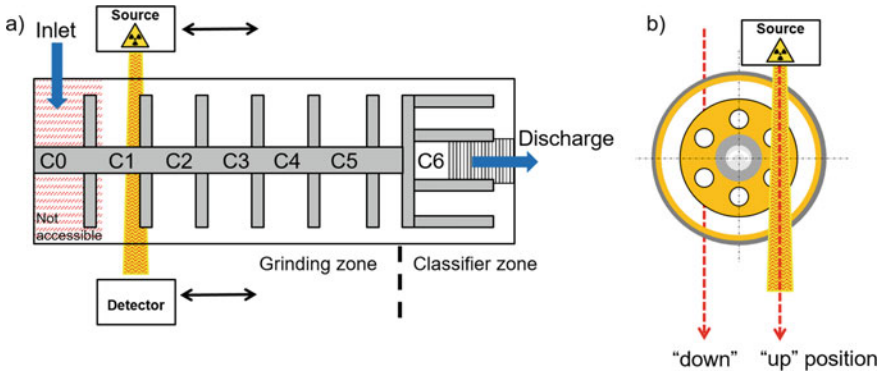 a)
Source
Inlet
C0 C1 C2 C3 C4 C5 C6
Discharge
Not
accessible
Grinding zone
Classifier zone
Detector
b)
Source
“down”
“up” position